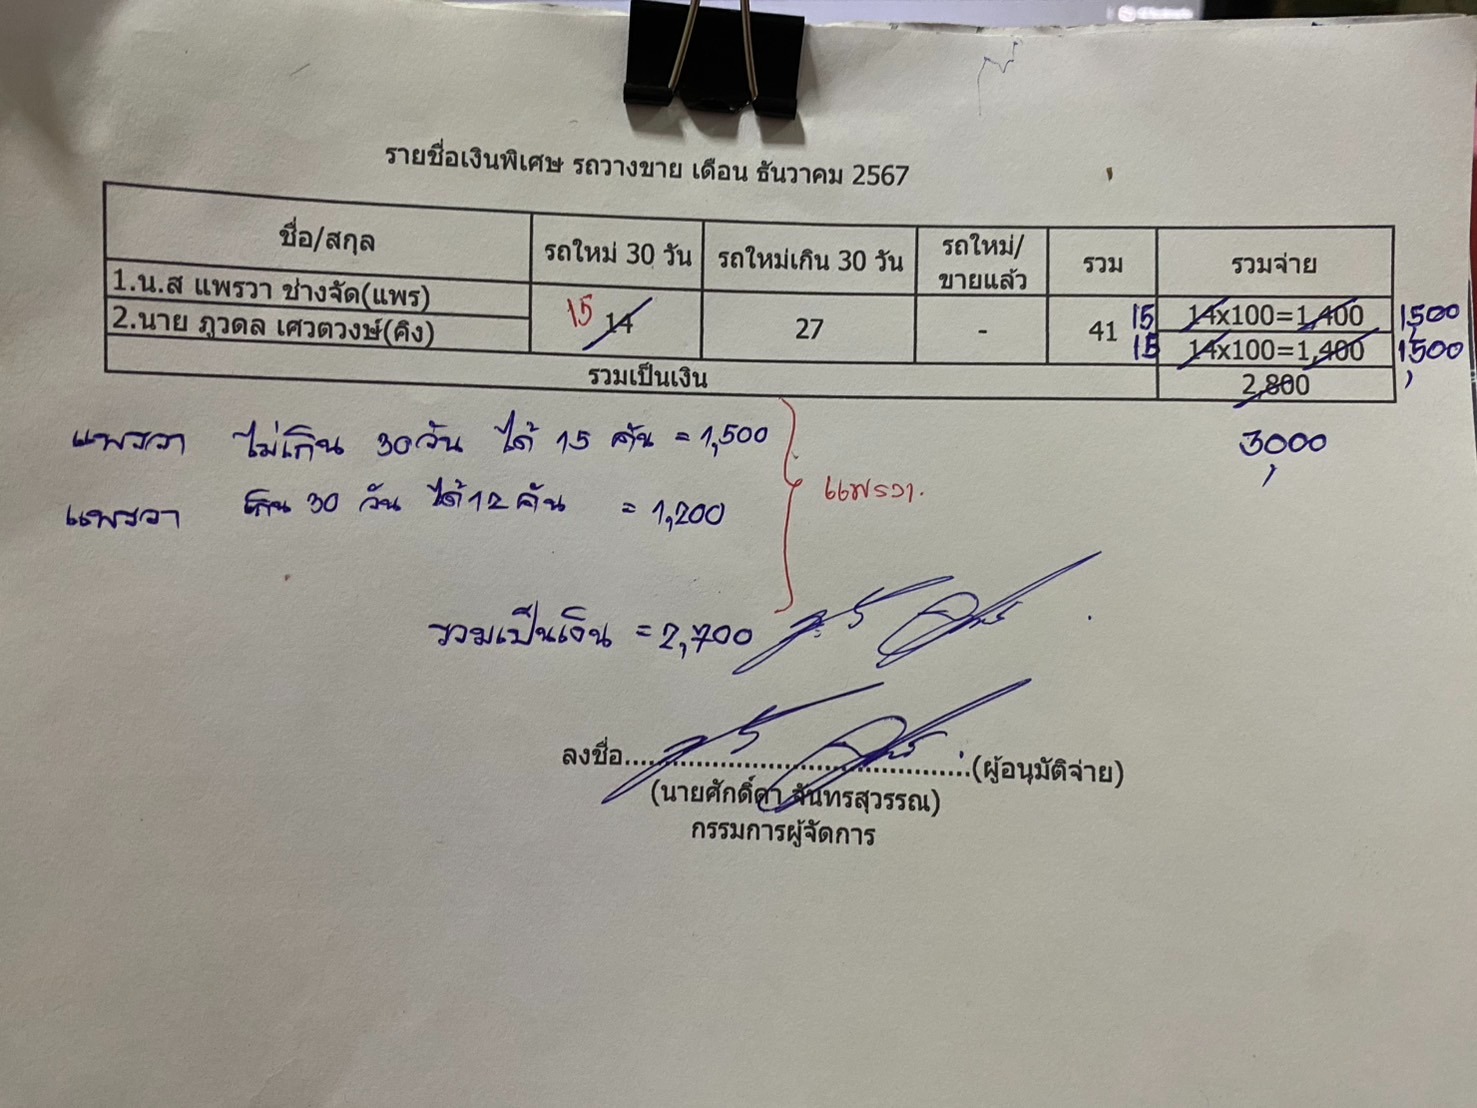 รายชื่อเงินพิเศษ รถวางขาย เดือน ธันวาคม 2567
ชื่อ/สกุล รถใหม่ 30 วัน รถใหม่เกิน 30 วัน รถใหม่/ขายแล้ว รวม รวมจ่าย
1.น.ส แพรวา ช่างจัด(แพร) 15 14 27 - 41 15 14x100=1,400 1,500
2.นาย ภูวดล เศวตวงษ์(คิง) 15 14x100=1,400 1,500
รวมเป็นเงิน 2,800
3,000
แพรวา ไม่เกิน 30 วัน ได้ 15 คัน = 1,500
แพรวา เกิน 30 วัน ได้ 12 คัน = 1,200
แพรวา.
รวมเป็นเงิน = 2,700
ลงชื่อ..........................................(ผู้อนุมัติจ่าย)
(นายศักดิ์ดา จันทรสุวรรณ)
กรรมการผู้จัดการ